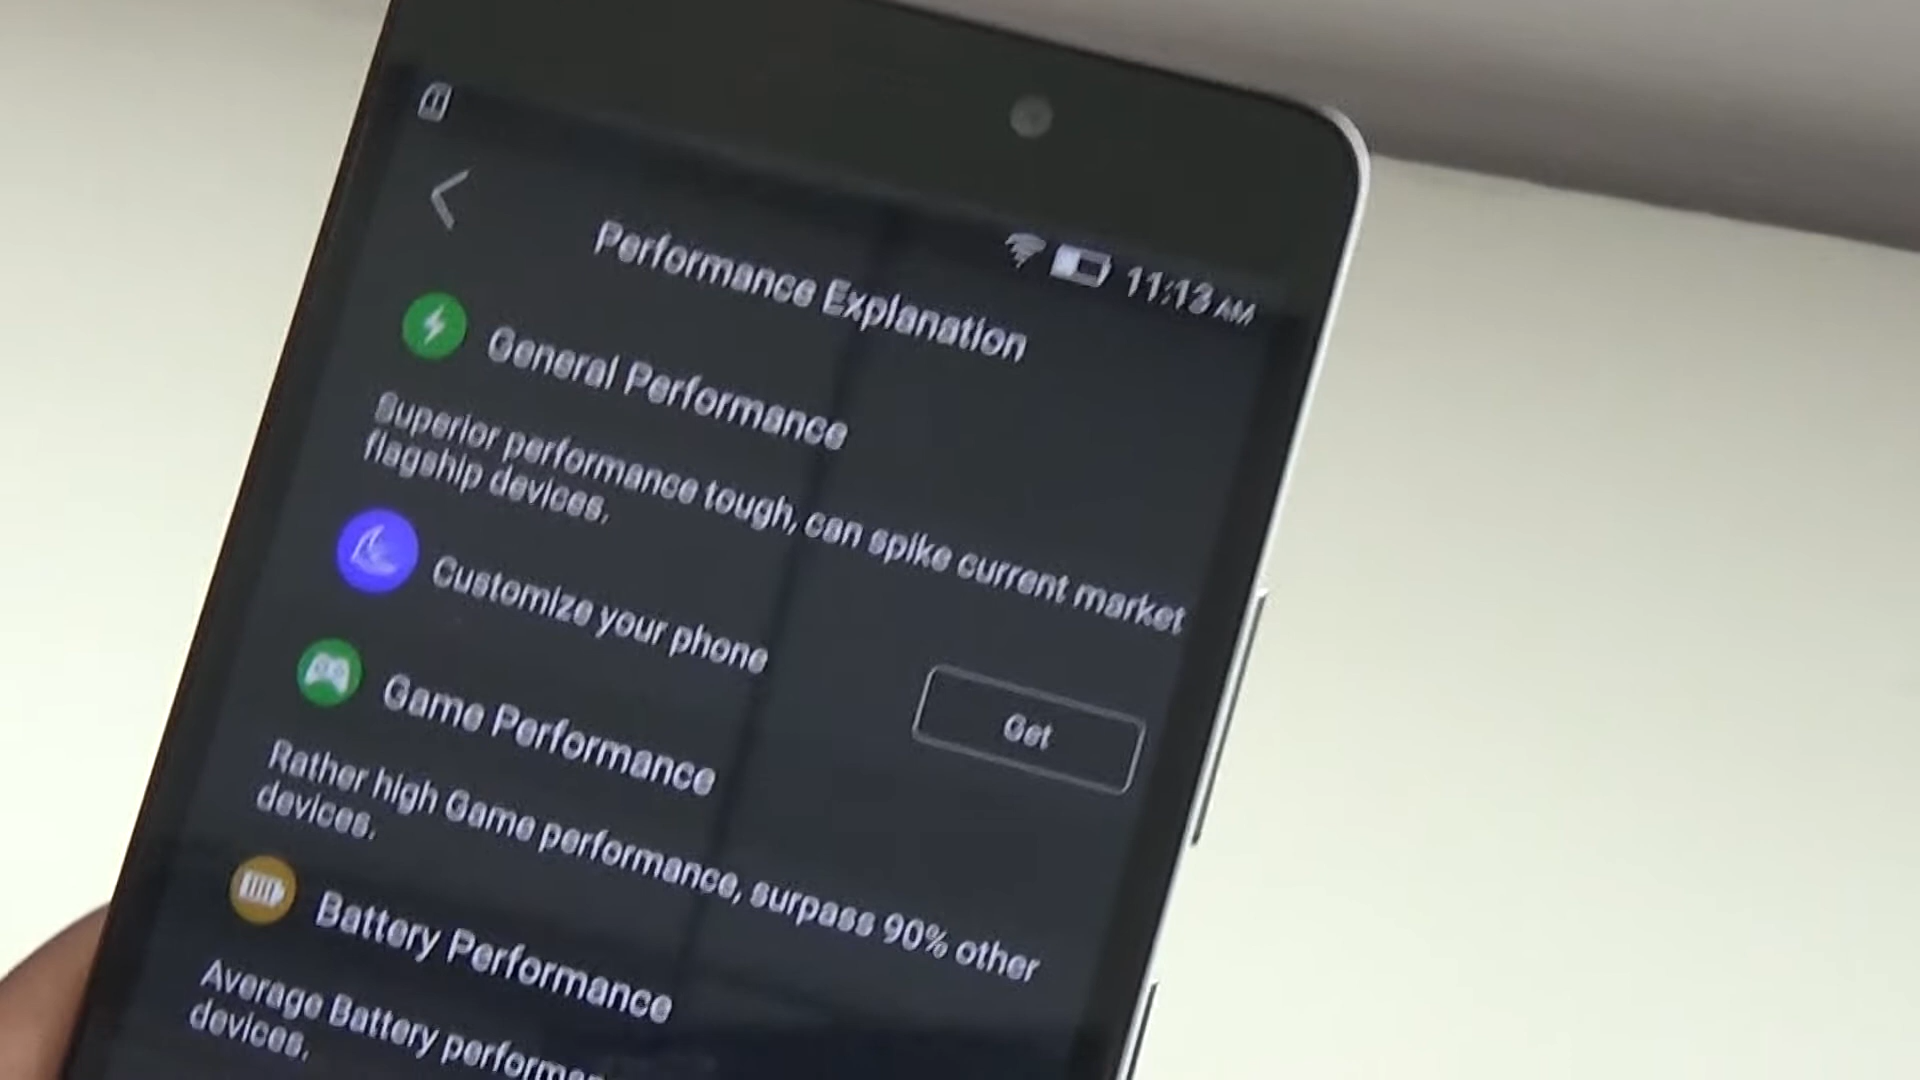 11:13 AM
Performance Explanation
General Performance
Superior performance tough, can spike current market
flagship devices.
Customize your phone
Get
Game Performance
Rather high Game performance, surpass 90% other
devices.
Battery Performance
Average Battery
devices.